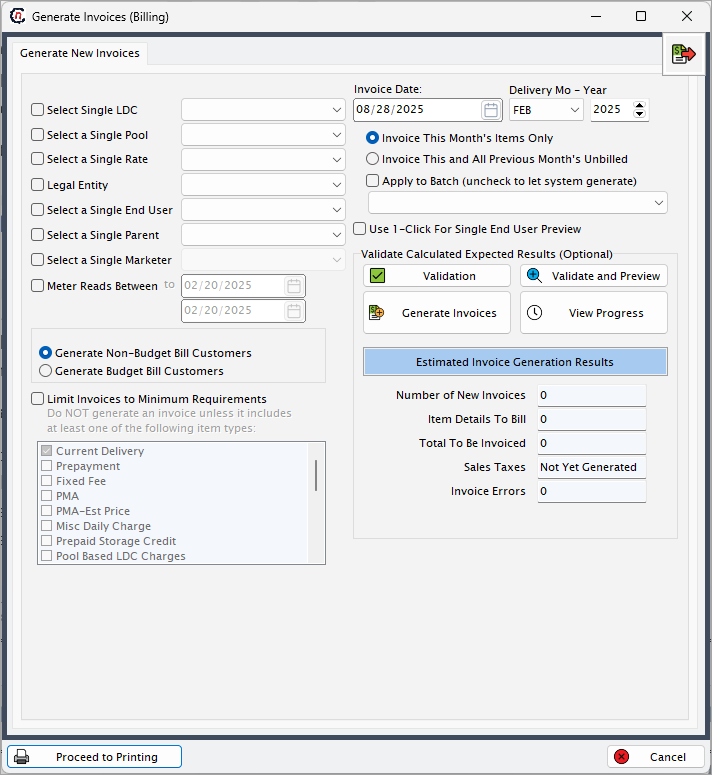 Generate Invoices (Billing)
Generate New Invoices
Select Single LDC
Select a Single Pool
Select a Single Rate
Legal Entity
Select a Single End User
Select a Single Parent
Select a Single Marketer
Meter Reads Between to 02/20/2025
02/20/2025
Generate Non-Budget Bill Customers
Generate Budget Bill Customers
Limit Invoices to Minimum Requirements
Do NOT generate an invoice unless it includes
at least one of the following item types:
Current Delivery
Prepayment
Fixed Fee
PMA
PMA-Est Price
Misc Daily Charge
Prepaid Storage Credit
Pool Based LDC Charges
Invoice Date: Delivery Mo - Year
08/28/2025 FEB 2025
Invoice This Month's Items Only
Invoice This and All Previous Month's Unbilled
Apply to Batch (uncheck to let system generate)
Use 1-Click For Single End User Preview
Validate Calculated Expected Results (Optional)
Validation Validate and Preview
Generate Invoices View Progress
Estimated Invoice Generation Results
Number of New Invoices 0
Item Details To Bill 0
Total To Be Invoiced 0
Sales Taxes Not Yet Generated
Invoice Errors 0
Proceed to Printing Cancel